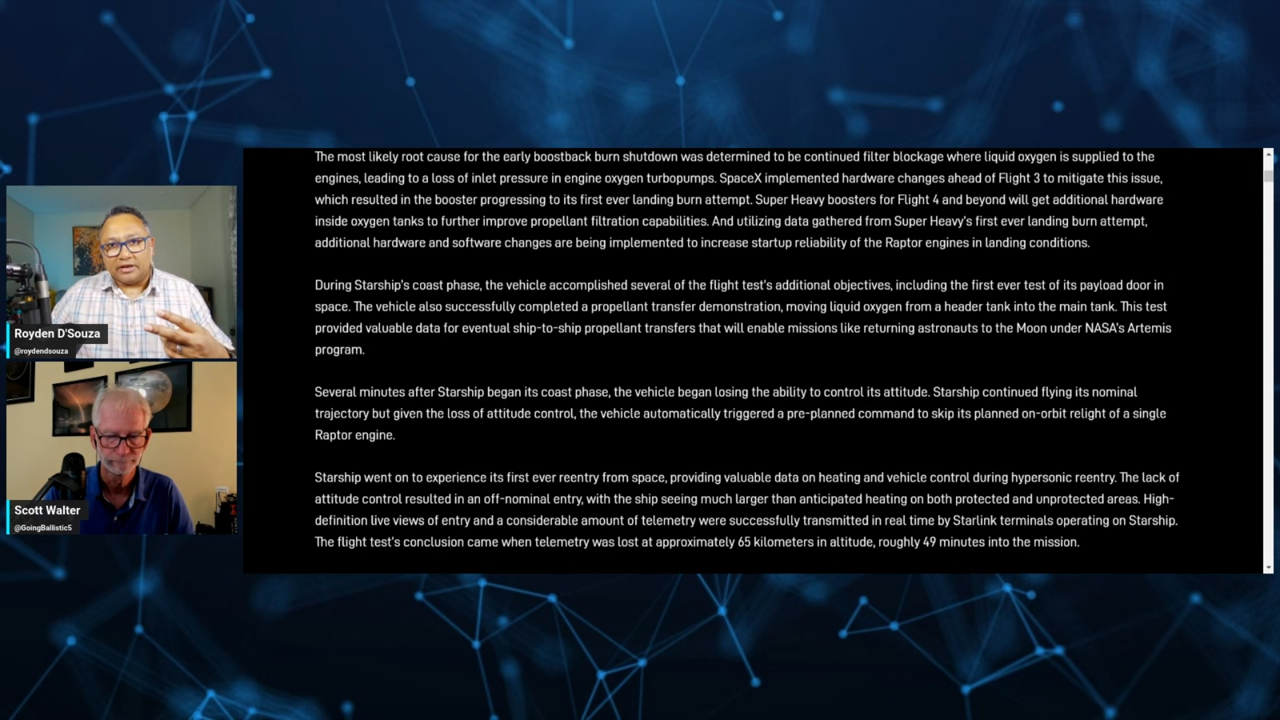 The most likely root cause for the early boostback burn shutdown was determined to be continued filter blockage where liquid oxygen is supplied to the
engines, leading to a loss of inlet pressure in engine oxygen turbopumps. SpaceX implemented hardware changes ahead of Flight 3 to mitigate this issue,
which resulted in the booster progressing to its first ever landing burn attempt. Super Heavy boosters for Flight 4 and beyond will get additional hardware
inside oxygen tanks to further improve propellant filtration capabilities. And utilizing data gathered from Super Heavy's first ever landing burn attempt,
additional hardware and software changes are being implemented to increase startup reliability of the Raptor engines in landing conditions.
During Starship's coast phase, the vehicle accomplished several of the flight test's additional objectives, including the first ever test of its payload door in
space. The vehicle also successfully completed a propellant transfer demonstration, moving liquid oxygen from a header tank into the main tank. This test
provided valuable data for eventual ship-to-ship propellant transfers that will enable missions like returning astronauts to the Moon under NASA's Artemis
program.
Several minutes after Starship began its coast phase, the vehicle began losing the ability to control its attitude. Starship continued flying its nominal
trajectory but given the loss of attitude control, the vehicle automatically triggered a pre-planned command to skip its planned on-orbit relight of a single
Raptor engine.
Starship went on to experience its first ever reentry from space, providing valuable data on heating and vehicle control during hypersonic reentry. The lack of
attitude control resulted in an off-nominal entry, with the ship seeing much larger than anticipated heating on both protected and unprotected areas. High-
definition live views of entry and a considerable amount of telemetry were successfully transmitted in real time by Starlink terminals operating on Starship.
The flight test's conclusion came when telemetry was lost at approximately 65 kilometers in altitude, roughly 49 minutes into the mission.
Royden D'Souza
@roydendsouza
Scott Walter
@GoingBallistic5